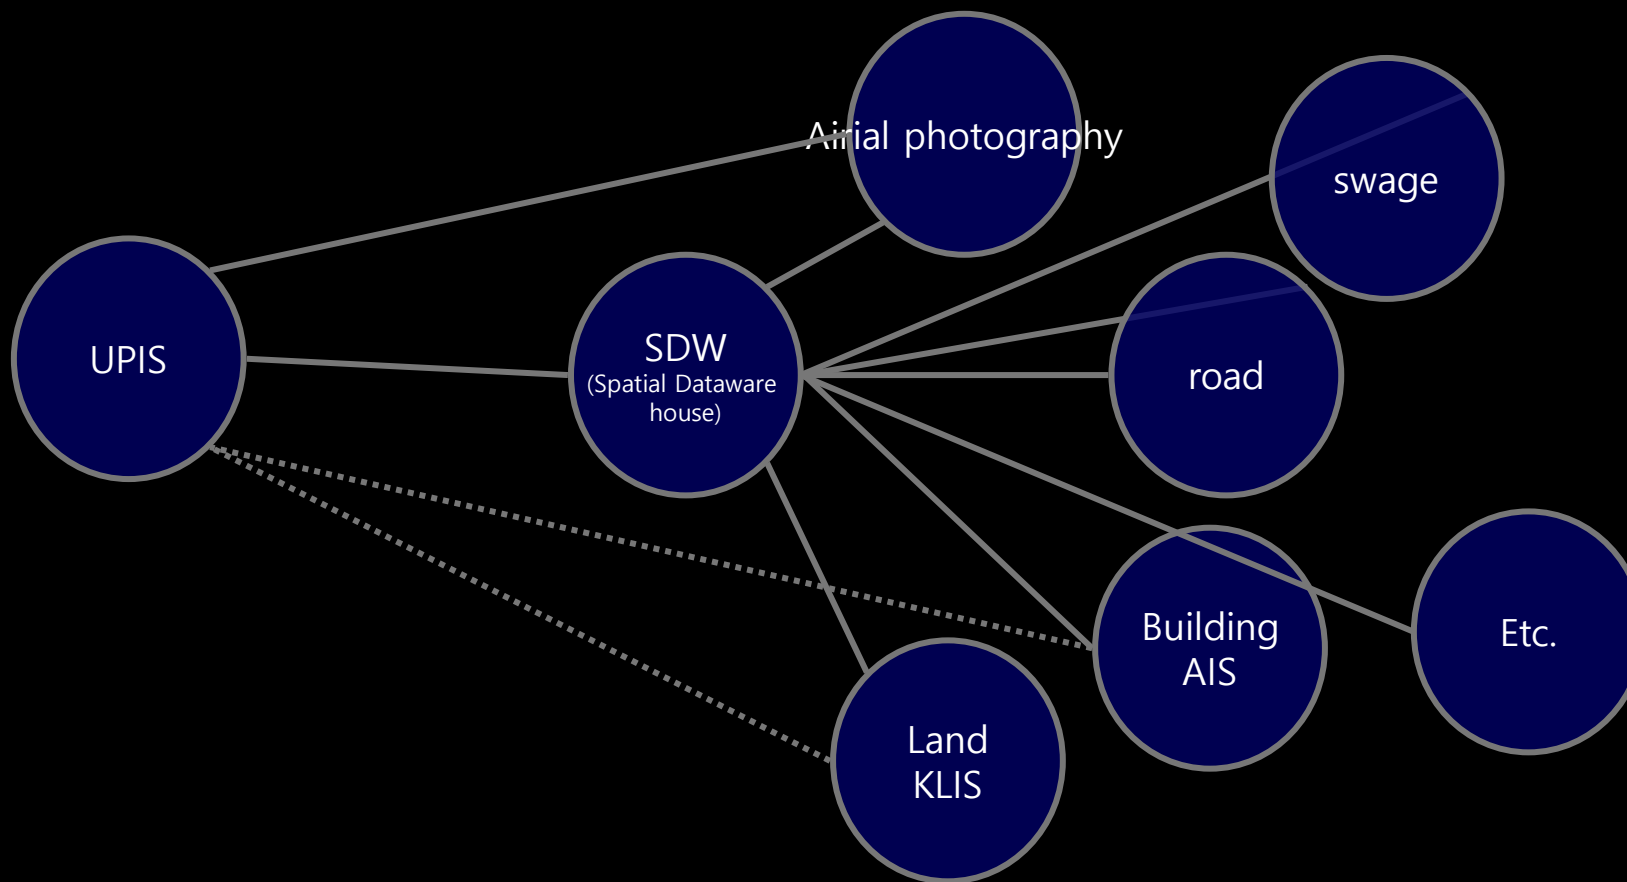 Airial photography
swage
UPIS
SDW
(Spatial Dataware
house)
road
Building
AIS
Etc.
Land
KLIS